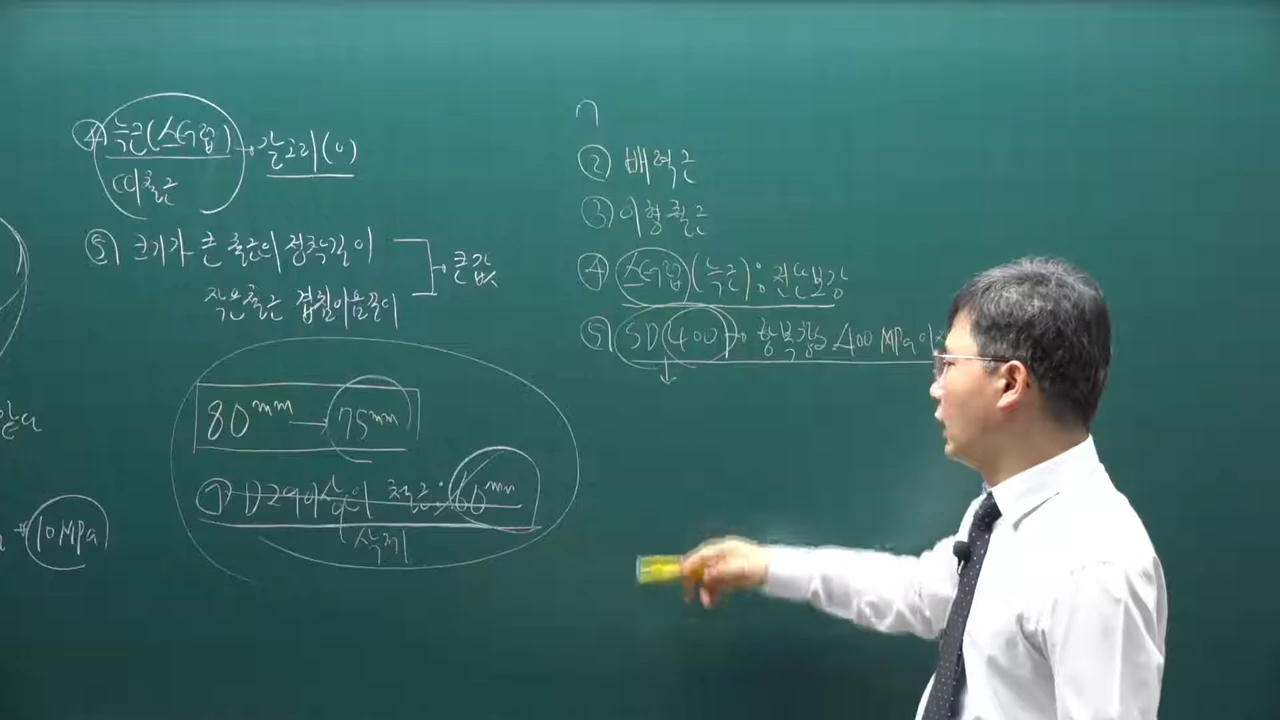 ④ 늑근(스터럽) → 갈고리(O)
띠철근
⑤ 크기가 큰 철근의 정착길이
작은철근 겹침이음길이
큰값
80mm → 75mm
① D29이상의 철근: 60mm
삭제
10MPa
ㄱ
② 배력근
③ 이형철근
④ 스터럽(늑근): 전단보강
⑤ SD400 → 항복강도 400MPa 이